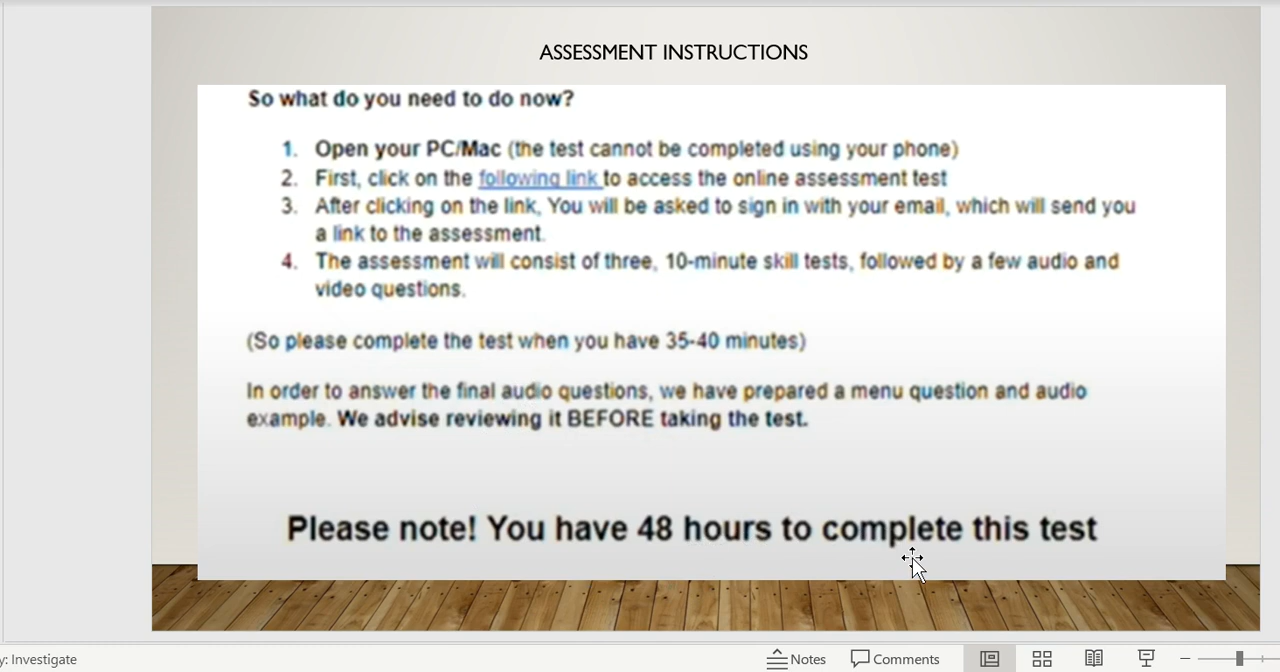 ASSESSMENT INSTRUCTIONS
So what do you need to do now?
1. Open your PC/Mac (the test cannot be completed using your phone)
2. First, click on the following link to access the online assessment test
3. After clicking on the link, You will be asked to sign in with your email, which will send you
a link to the assessment.
4. The assessment will consist of three, 10-minute skill tests, followed by a few audio and
video questions.
(So please complete the test when you have 35-40 minutes)
In order to answer the final audio questions, we have prepared a menu question and audio
example. We advise reviewing it BEFORE taking the test.
Please note! You have 48 hours to complete this test
y: Investigate
Notes
Comments